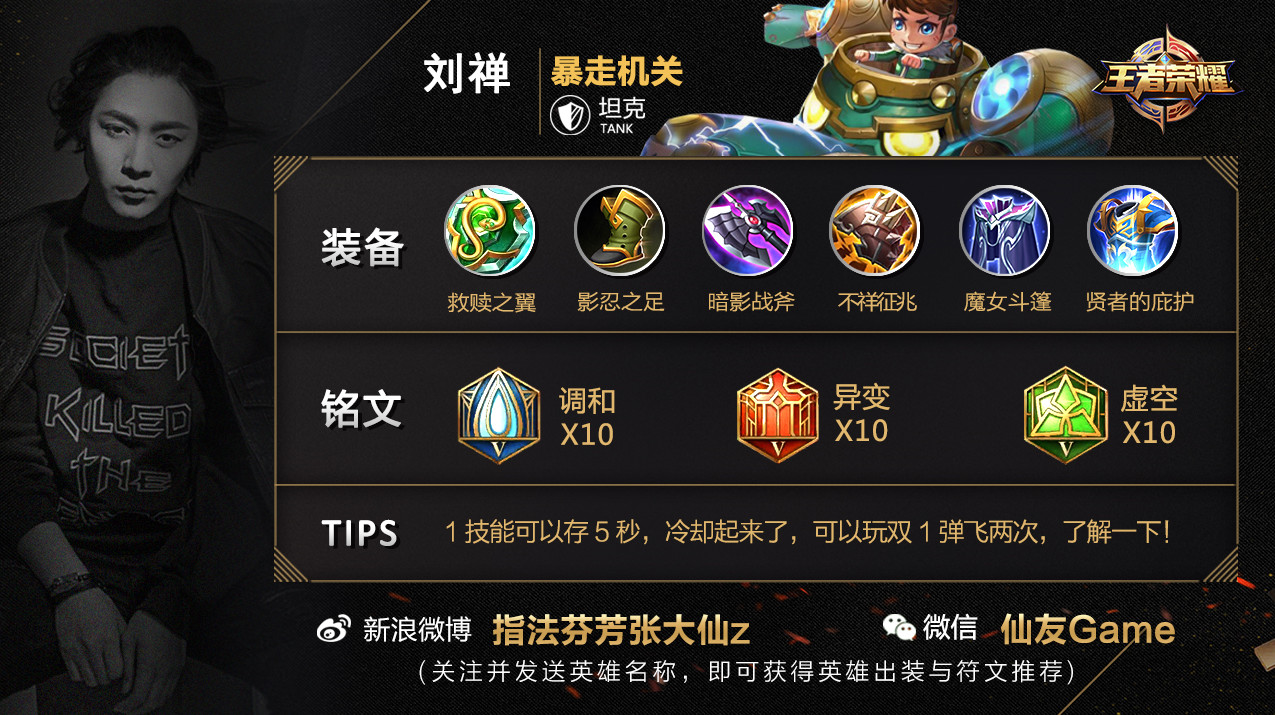 刘禅
暴走机关
坦克
TANK
王者荣耀
装备
救赎之翼 影忍之足 暗影战斧 不祥征兆 魔女斗篷 贤者的庇护
铭文
V 调和 X10
V 异变 X10
V 虚空 X10
TIPS 1技能可以存5秒，冷却起来了，可以玩双1弹飞两次，了解一下！
SOCIET
KILLED
THE
新浪微博 指法芬芳张大仙z 微信 仙友Game
（关注并发送英雄名称，即可获得英雄出装与符文推荐）